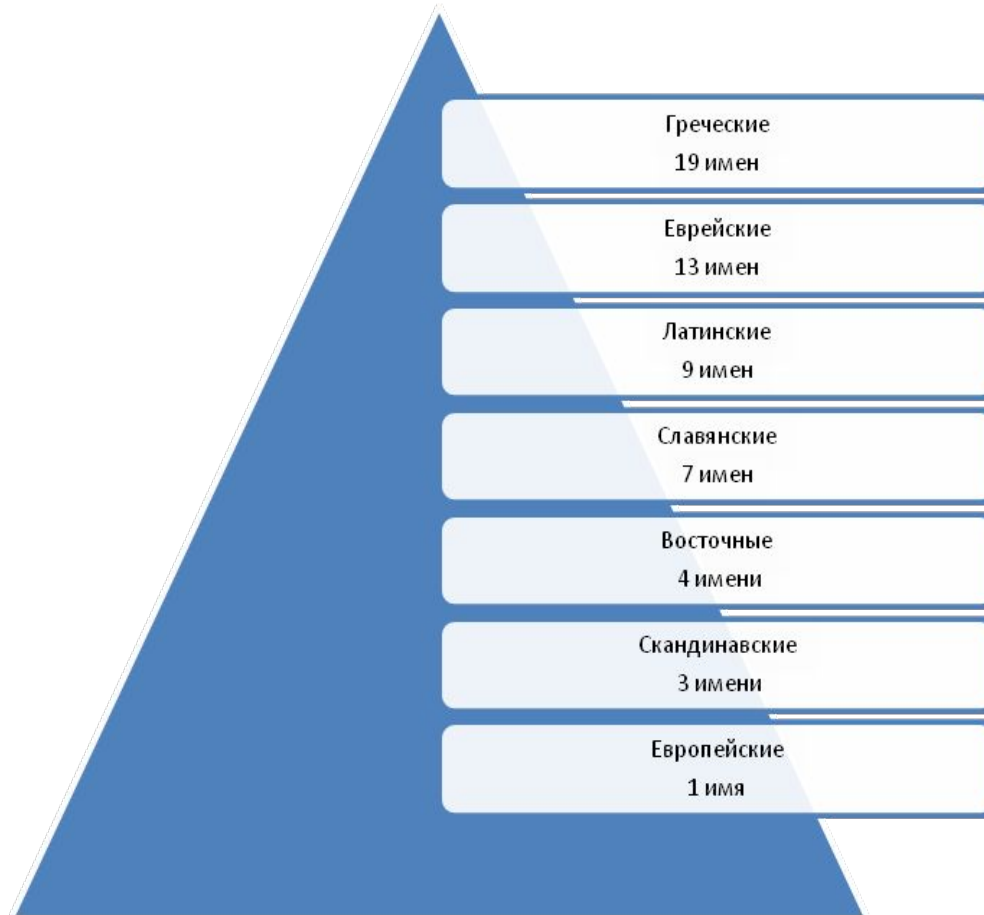 Греческие
19 имен
Еврейские
13 имен
Латинские
9 имен
Славянские
7 имен
Восточные
4 имени
Скандинавские
3 имени
Европейские
1 имя